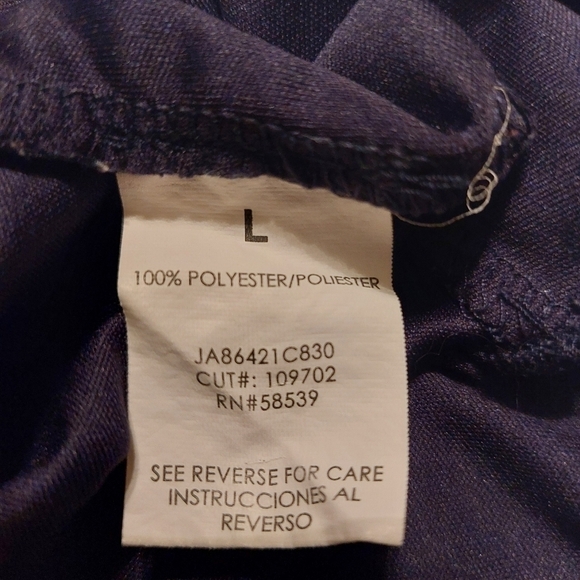 L
100% POLYESTER/POLIESTER
JA86421C830
CUT#: 109702
RN#58539
SEE REVERSE FOR CARE
INSTRUCCIONES AL
REVERSO